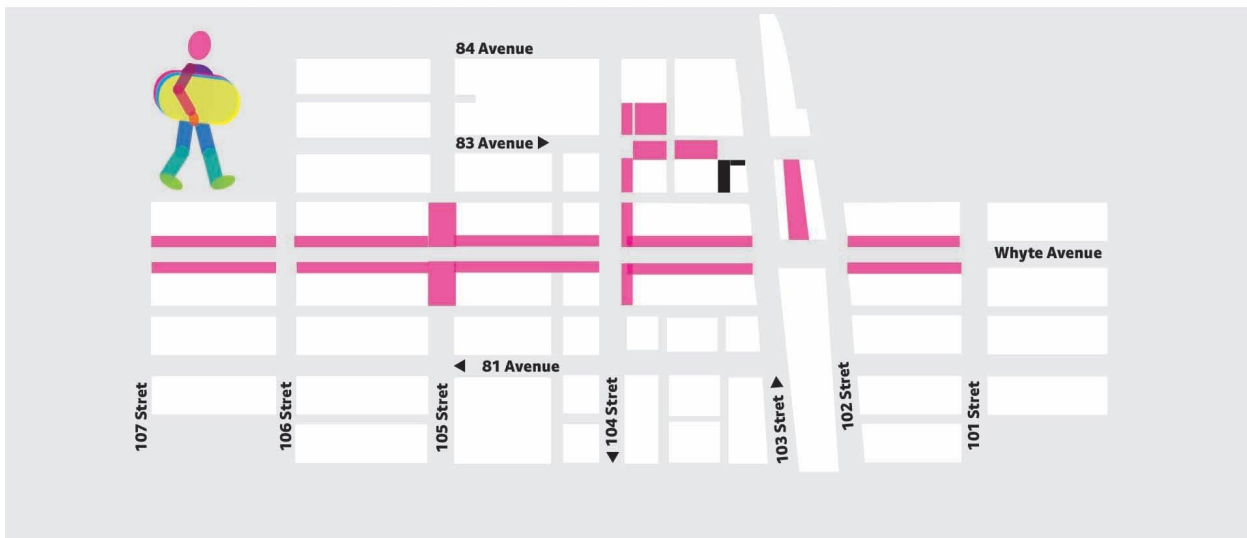 84 Avenue
83 Avenue
Whyte Avenue
81 Avenue
107 Stret
106 Stret
105 Stret
104 Stret
103 Stret
102 Stret
101 Stret